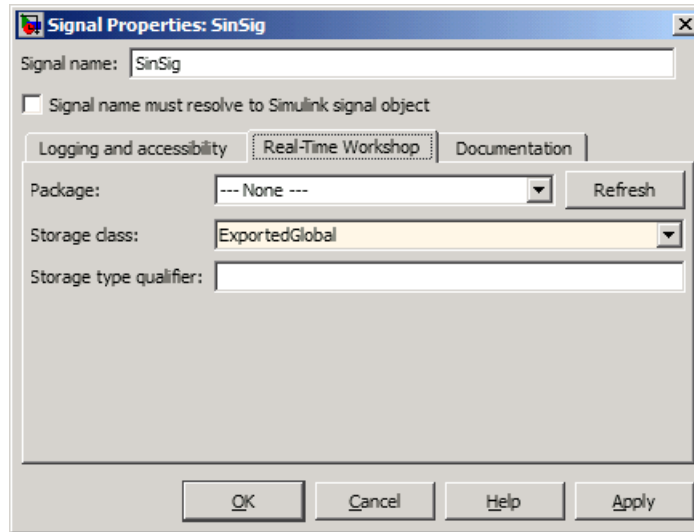 Signal Properties: SinSig
Signal name: SinSig
Signal name must resolve to Simulink signal object
Logging and accessibility Real-Time Workshop Documentation
Package: --- None --- Refresh
Storage class: ExportedGlobal
Storage type qualifier:
OK Cancel Help Apply